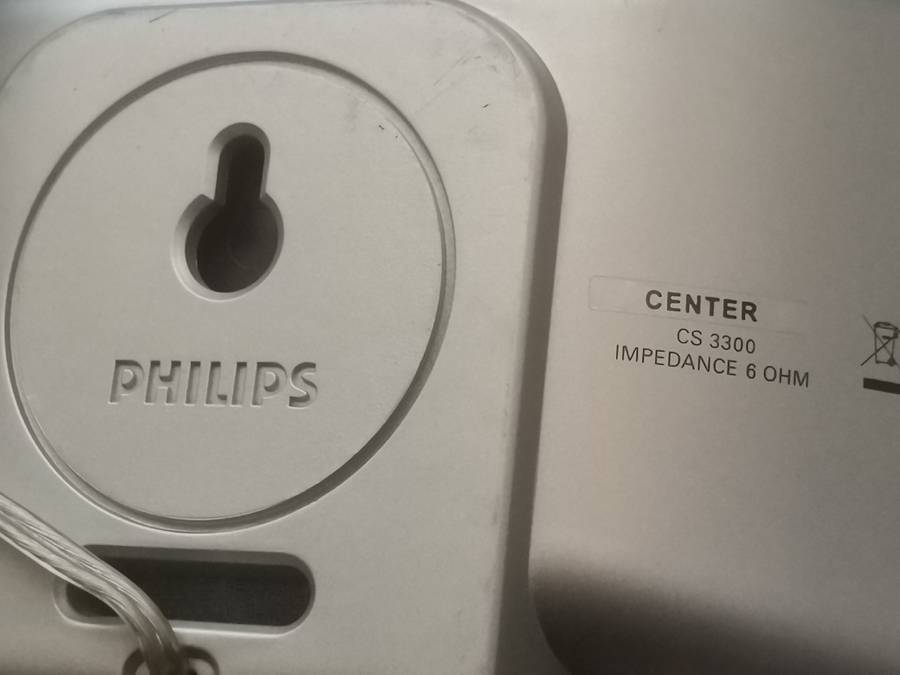 PHILIPS
CENTER
CS 3300
IMPEDANCE 6 OHM